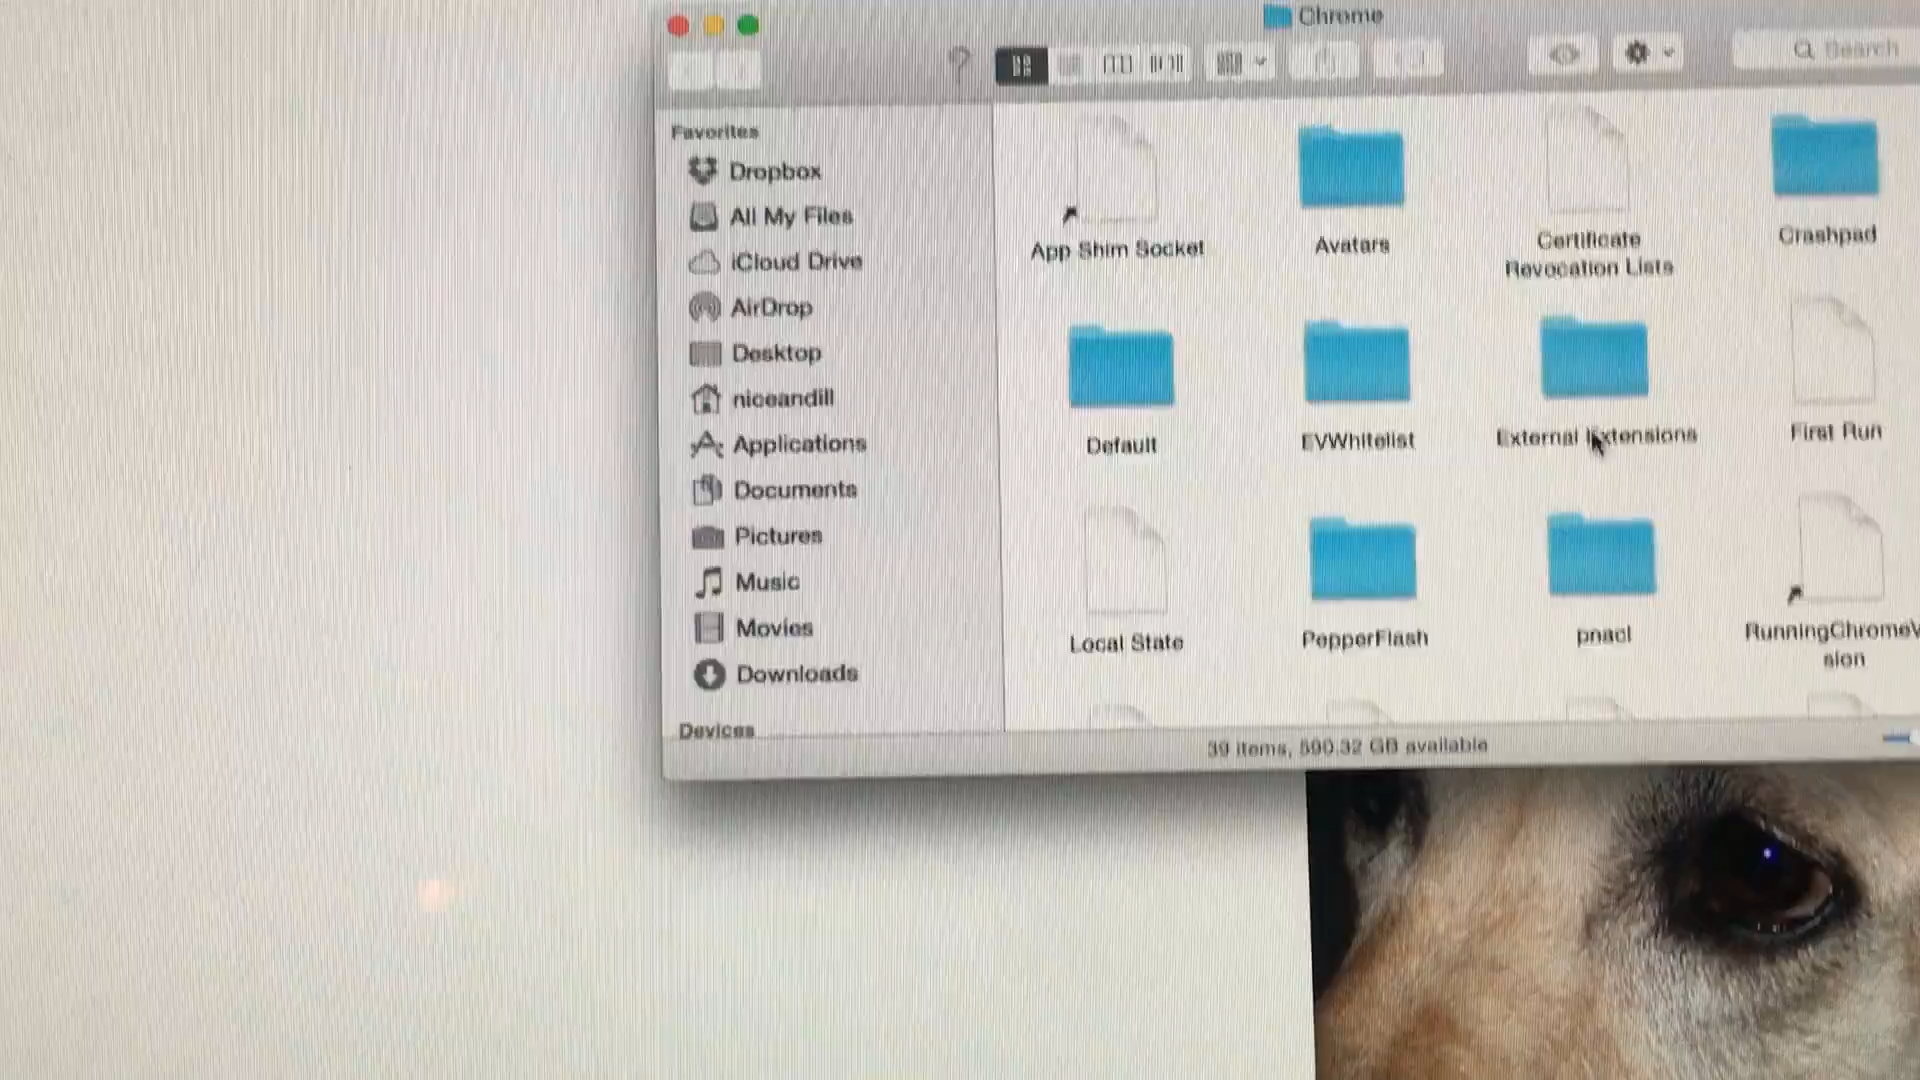 Chrome
Search
Favorites
Dropbox
All My Files
iCloud Drive
AirDrop
Desktop
niceandill
Applications
Documents
Pictures
Music
Movies
Downloads
Devices
App Shim Socket
Avatars
Certificate
Revocation Lists
Crashpad
Default
EVWhitelist
External Extensions
First Run
Local State
PepperFlash
pnacl
RunningChromeV
sion
39 items, 590.32 GB available